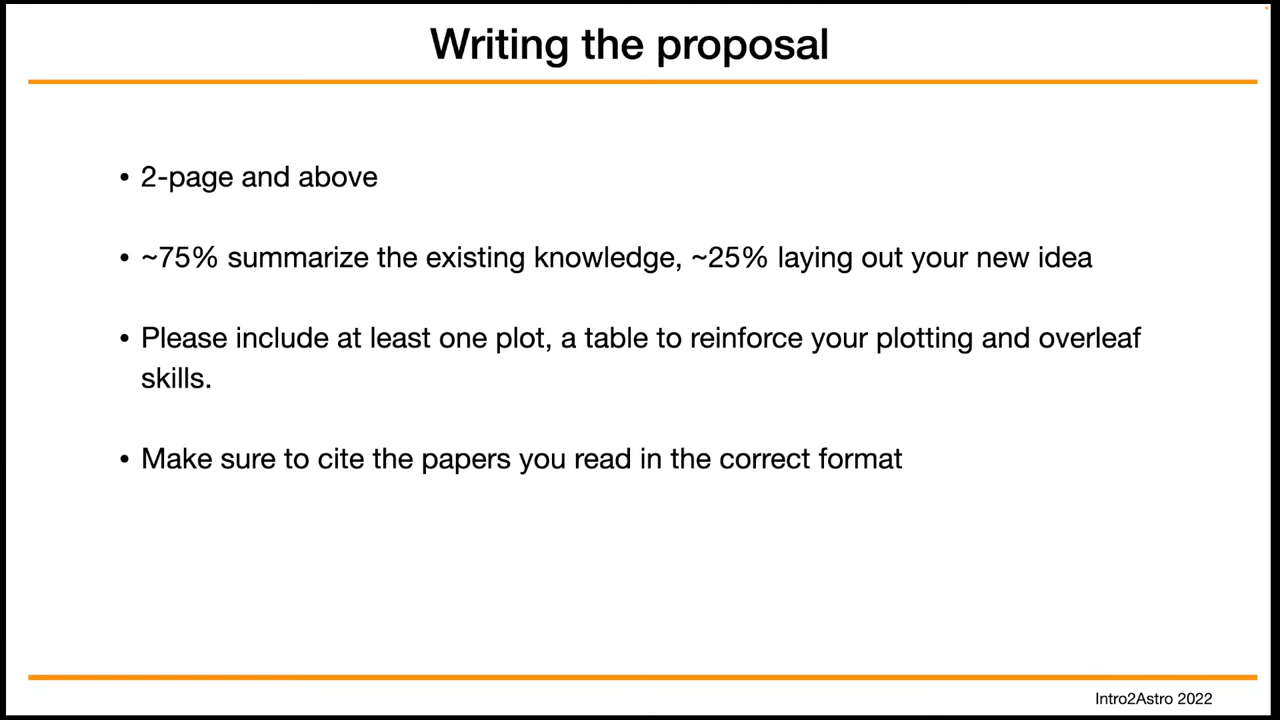 Writing the proposal
• 2-page and above
• ~75% summarize the existing knowledge, ~25% laying out your new idea
• Please include at least one plot, a table to reinforce your plotting and overleaf
skills.
• Make sure to cite the papers you read in the correct format
Intro2Astro 2022